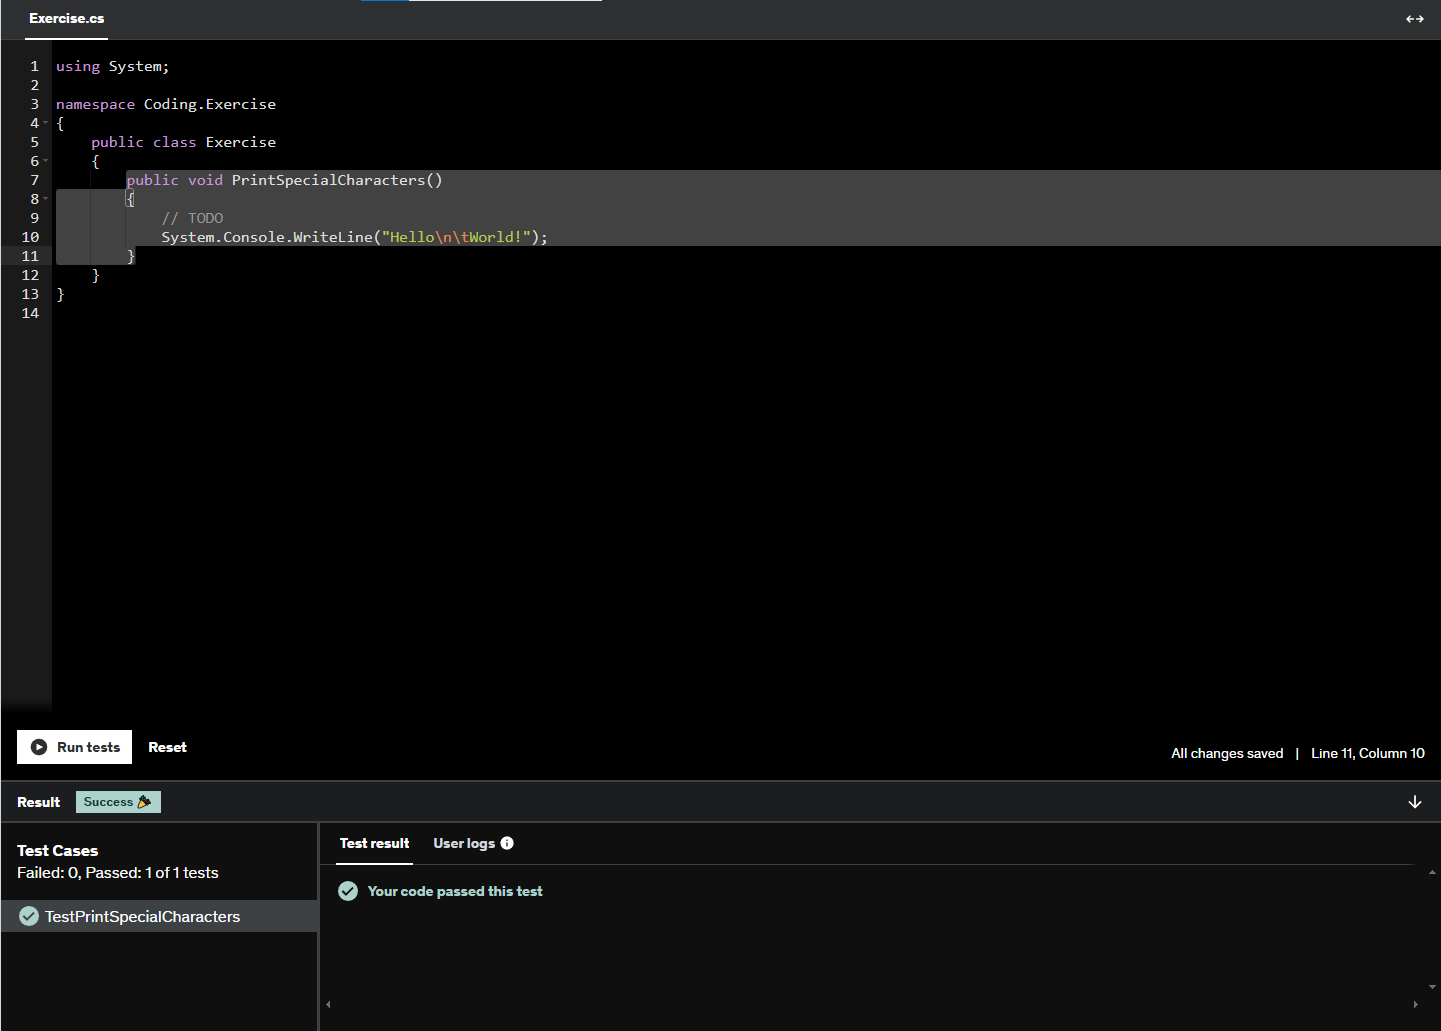 Exercise.cs
1 using System;
2
3 namespace Coding.Exercise
4 {
5     public class Exercise
6     {
7         public void PrintSpecialCharacters()
8         {
9             // TODO
10             System.Console.WriteLine("Hello\n\tWorld!");
11         }
12     }
13 }
14
Run tests Reset All changes saved | Line 11, Column 10
Result Success
Test Cases
Failed: 0, Passed: 1 of 1 tests
TestPrintSpecialCharacters
Test result User logs
Your code passed this test